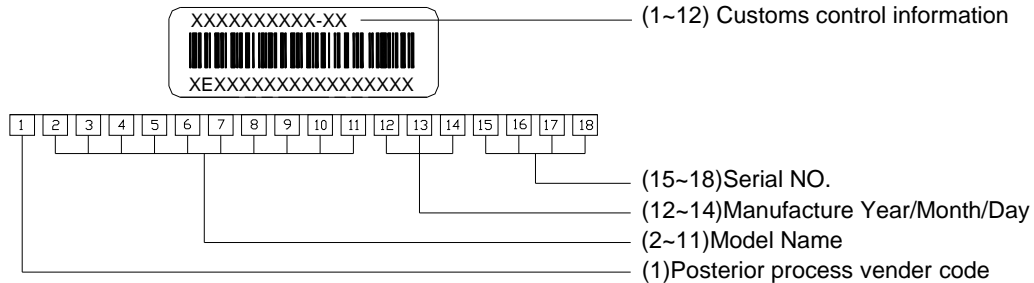 XXXXXXXXXX-XX
(1~12) Customs control information
XEXXXXXXXXXXXXXXXX
1 2 3 4 5 6 7 8 9 10 11 12 13 14 15 16 17 18
(15~18)Serial NO.
(12~14)Manufacture Year/Month/Day
(2~11)Model Name
(1)Posterior process vender code